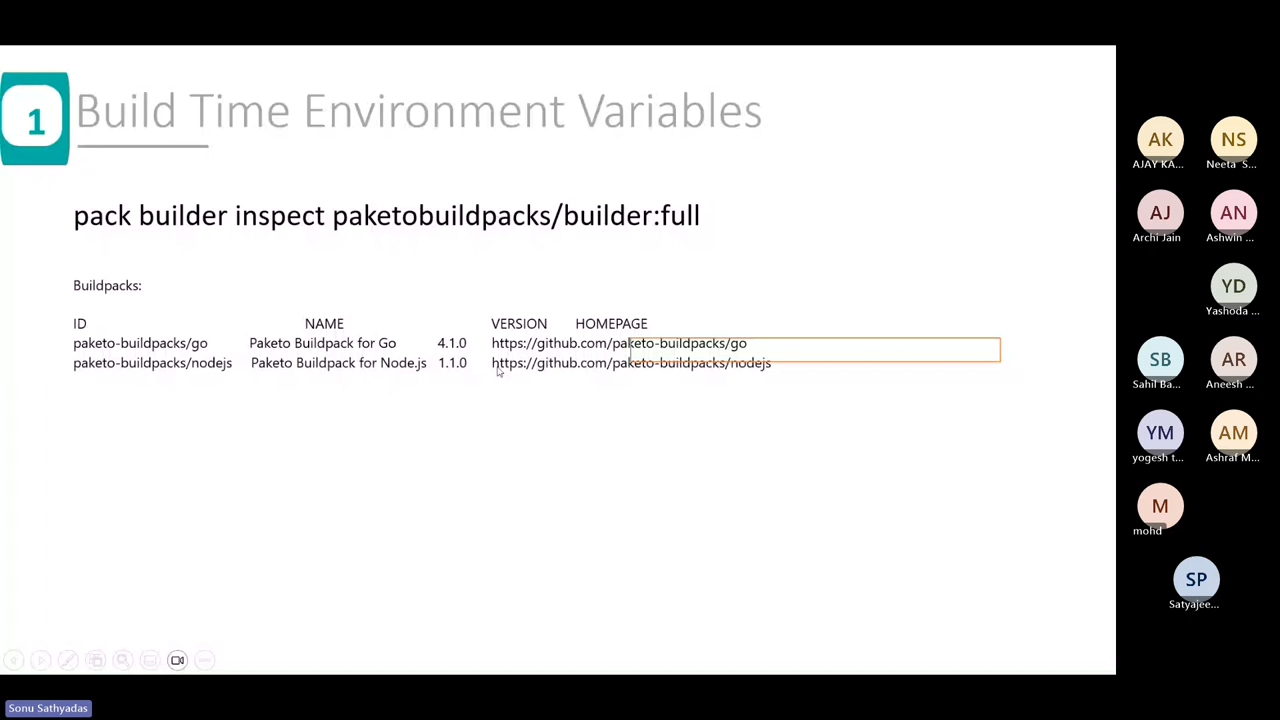 1
Build Time Environment Variables
pack builder inspect paketobuildpacks/builder:full
Buildpacks:
ID NAME VERSION HOMEPAGE
paketo-buildpacks/go Paketo Buildpack for Go 4.1.0 https://github.com/paketo-buildpacks/go
paketo-buildpacks/nodejs Paketo Buildpack for Node.js 1.1.0 https://github.com/paketo-buildpacks/nodejs
AK NS
AJAY KA... Neeta S...
AJ AN
Archi Jain Ashwin ...
YD
Yashoda ...
SB AR
Sahil Ba... Aneesh ...
YM AM
yogesh t... Ashraf M...
M
mohd
SP
Satyajee...
Sonu Sathyadas